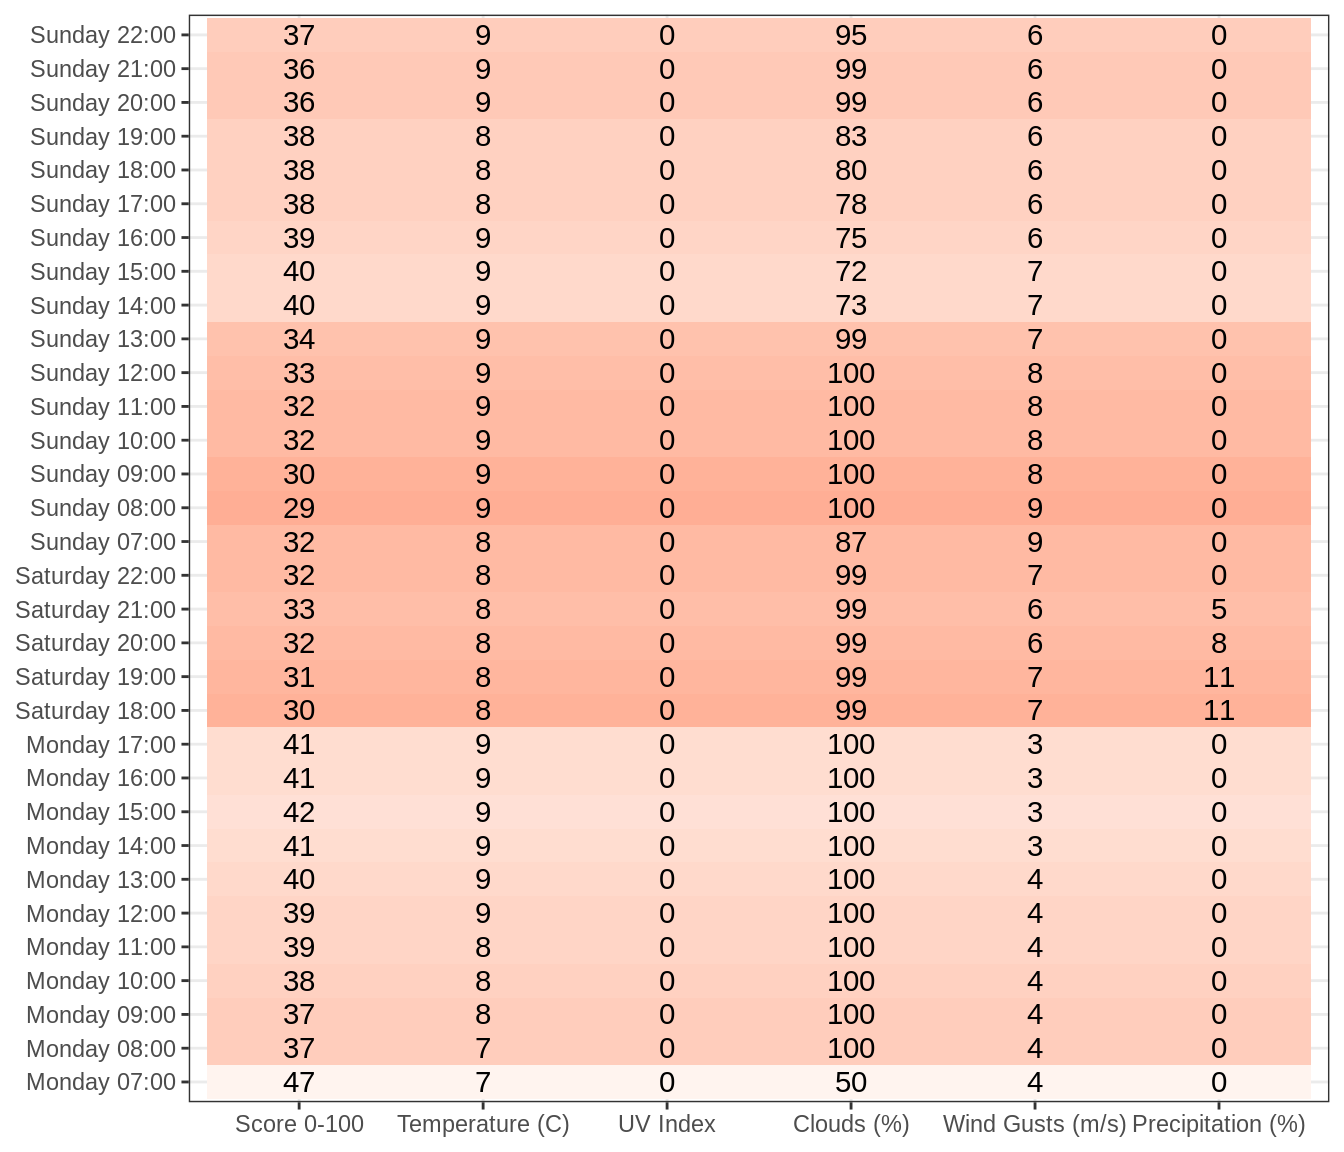 Sunday 22:00 37 9 0 95 6 0
Sunday 21:00 36 9 0 99 6 0
Sunday 20:00 36 9 0 99 6 0
Sunday 19:00 38 8 0 83 6 0
Sunday 18:00 38 8 0 80 6 0
Sunday 17:00 38 8 0 78 6 0
Sunday 16:00 39 9 0 75 6 0
Sunday 15:00 40 9 0 72 7 0
Sunday 14:00 40 9 0 73 7 0
Sunday 13:00 34 9 0 99 7 0
Sunday 12:00 33 9 0 100 8 0
Sunday 11:00 32 9 0 100 8 0
Sunday 10:00 32 9 0 100 8 0
Sunday 09:00 30 9 0 100 8 0
Sunday 08:00 29 9 0 100 9 0
Sunday 07:00 32 8 0 87 9 0
Saturday 22:00 32 8 0 99 7 0
Saturday 21:00 33 8 0 99 6 5
Saturday 20:00 32 8 0 99 6 8
Saturday 19:00 31 8 0 99 7 11
Saturday 18:00 30 8 0 99 7 11
Monday 17:00 41 9 0 100 3 0
Monday 16:00 41 9 0 100 3 0
Monday 15:00 42 9 0 100 3 0
Monday 14:00 41 9 0 100 3 0
Monday 13:00 40 9 0 100 4 0
Monday 12:00 39 9 0 100 4 0
Monday 11:00 39 8 0 100 4 0
Monday 10:00 38 8 0 100 4 0
Monday 09:00 37 8 0 100 4 0
Monday 08:00 37 7 0 100 4 0
Monday 07:00 47 7 0 50 4 0
Score 0-100 Temperature (C) UV Index Clouds (%) Wind Gusts (m/s) Precipitation (%)